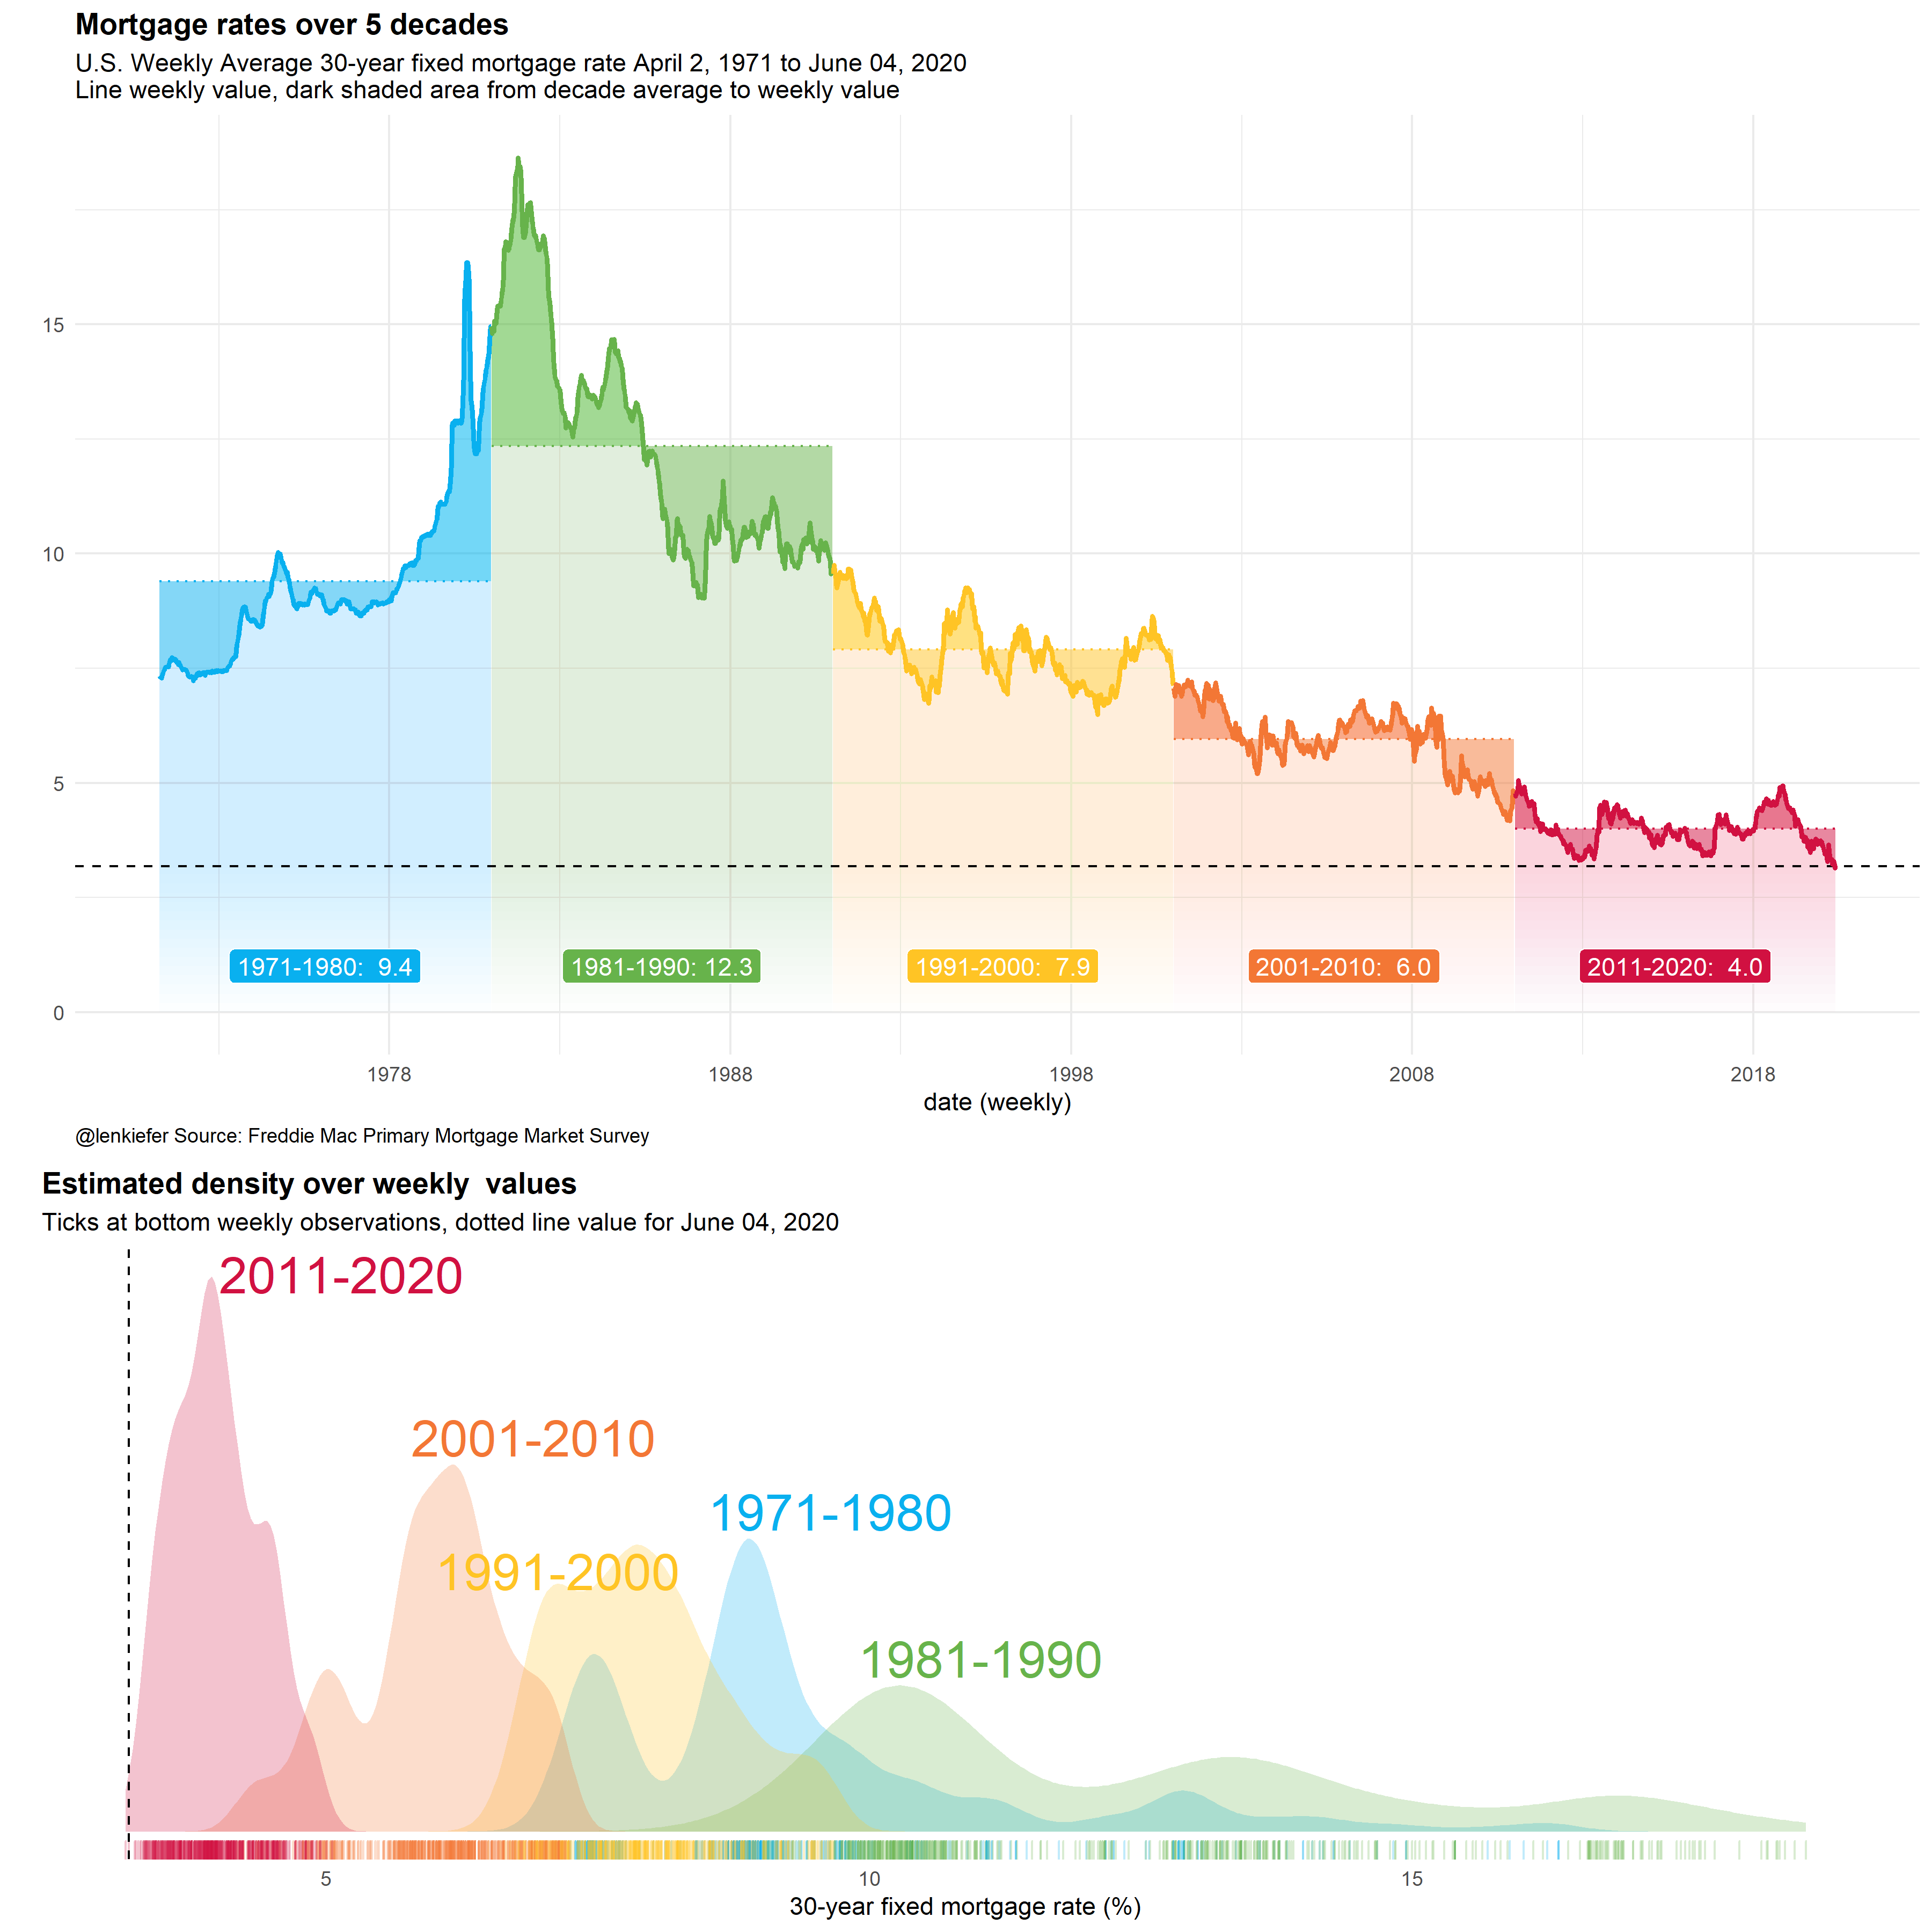 Mortgage rates over 5 decades
U.S. Weekly Average 30-year fixed mortgage rate April 2, 1971 to June 04, 2020
Line weekly value, dark shaded area from decade average to weekly value
15
10
5
0
1971-1980:  9.4
1981-1990: 12.3
1991-2000:  7.9
2001-2010:  6.0
2011-2020:  4.0
1978
1988
1998
2008
2018
date (weekly)
@lenkiefer Source: Freddie Mac Primary Mortgage Market Survey
Estimated density over weekly  values
Ticks at bottom weekly observations, dotted line value for June 04, 2020
2011-2020
2001-2010
1971-1980
1991-2000
1981-1990
5
10
15
30-year fixed mortgage rate (%)